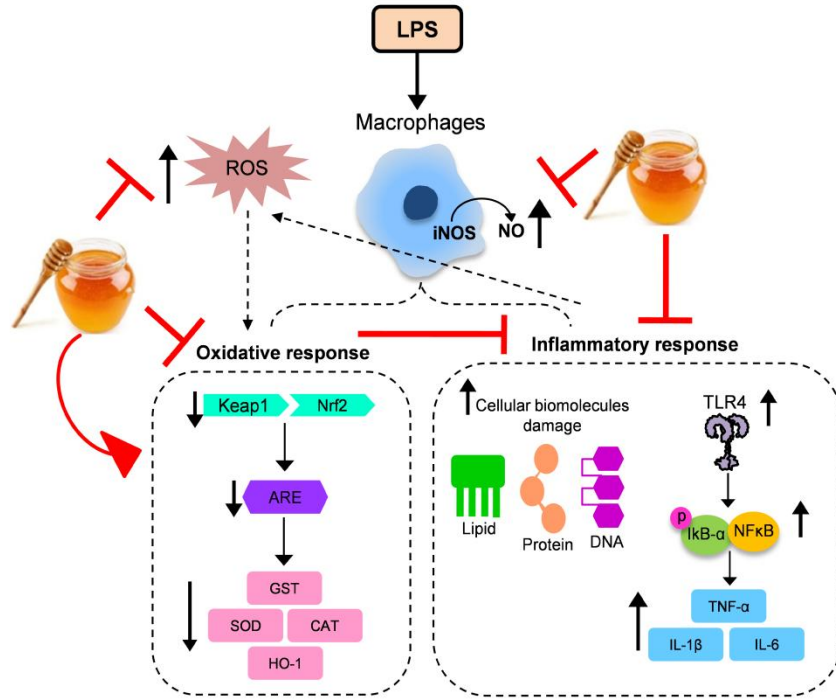 LPS
Macrophages
ROS
iNOS
NO
Oxidative response
Keap1
Nrf2
ARE
GST
SOD
CAT
HO-1
Inflammatory response
Cellular biomolecules
damage
Lipid
Protein
DNA
TLR4
p
IkB-α
NFκB
TNF-α
IL-1β
IL-6